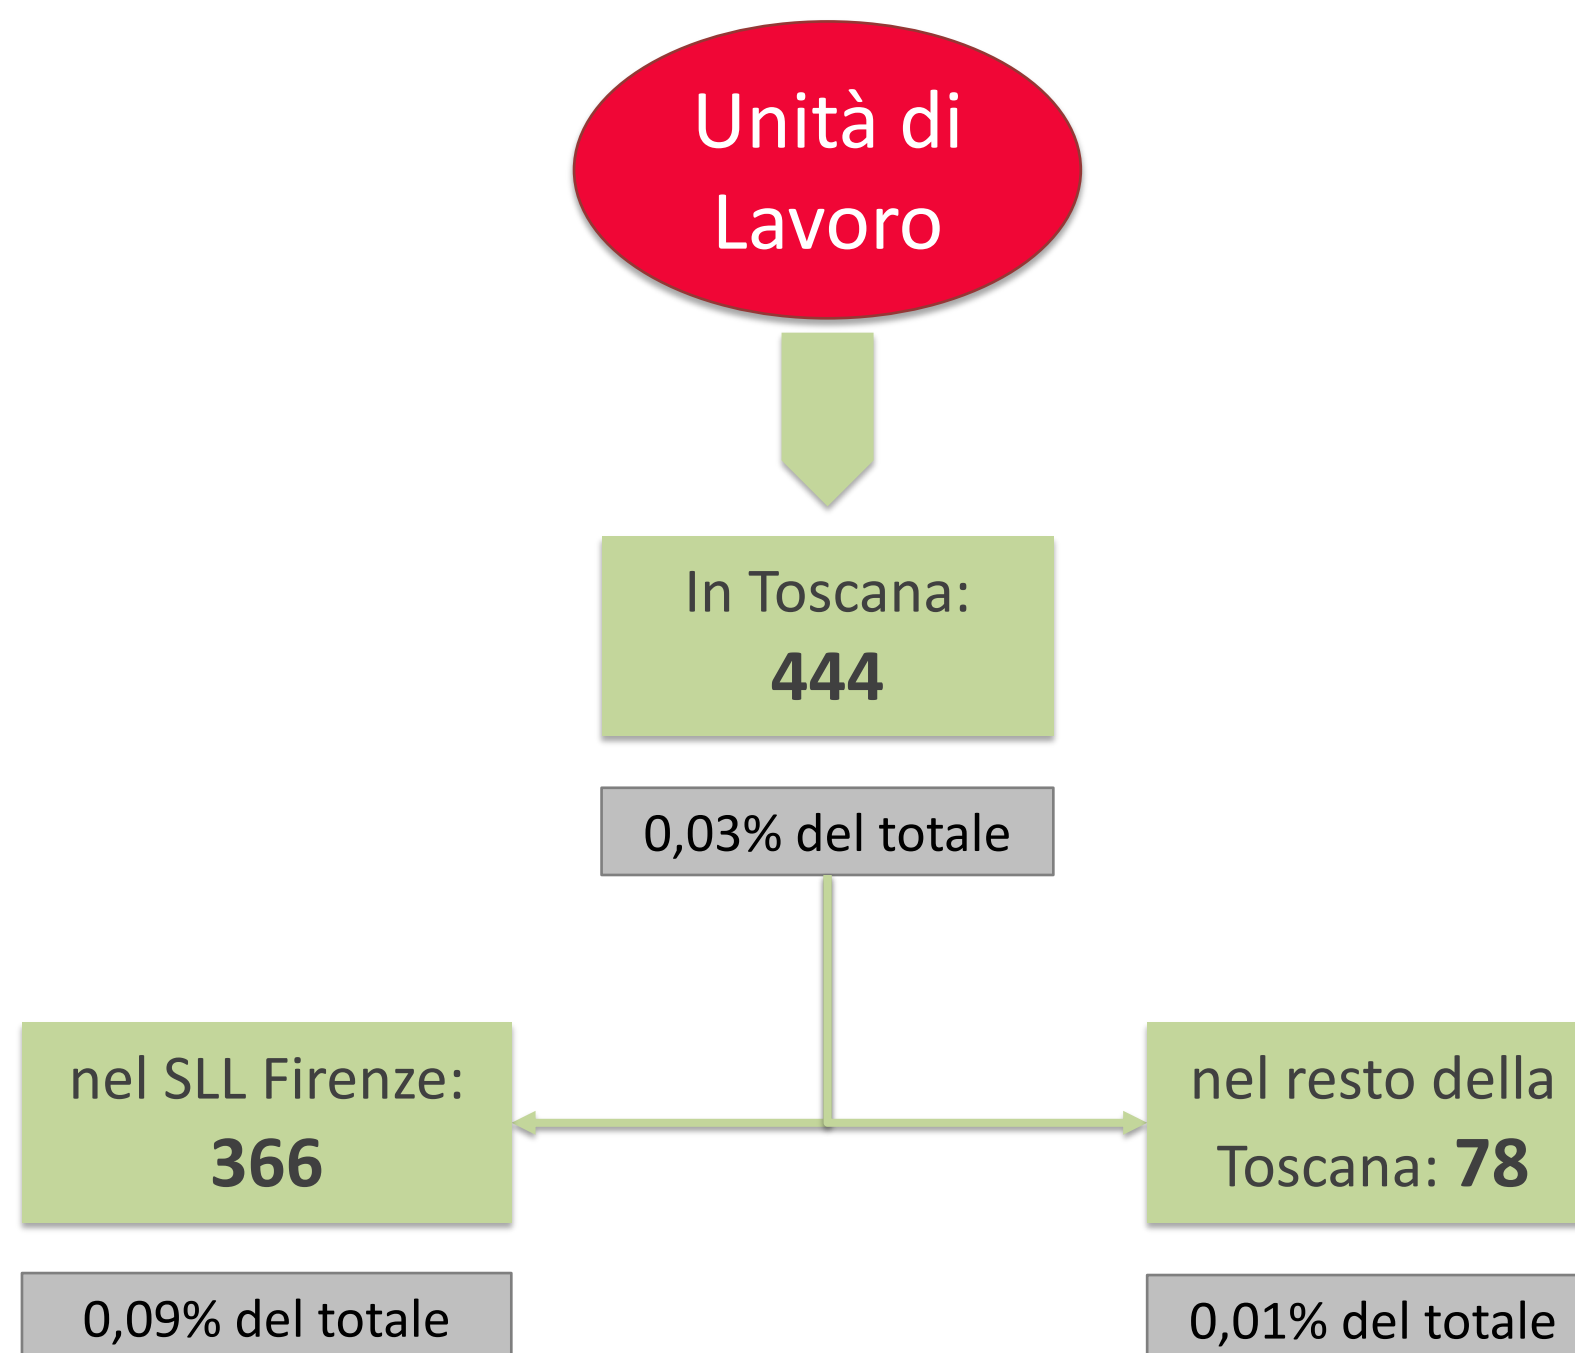 Unità di
Lavoro
In Toscana:
444
0,03% del totale
nel SLL Firenze:
366
nel resto della
Toscana: 78
0,09% del totale
0,01% del totale